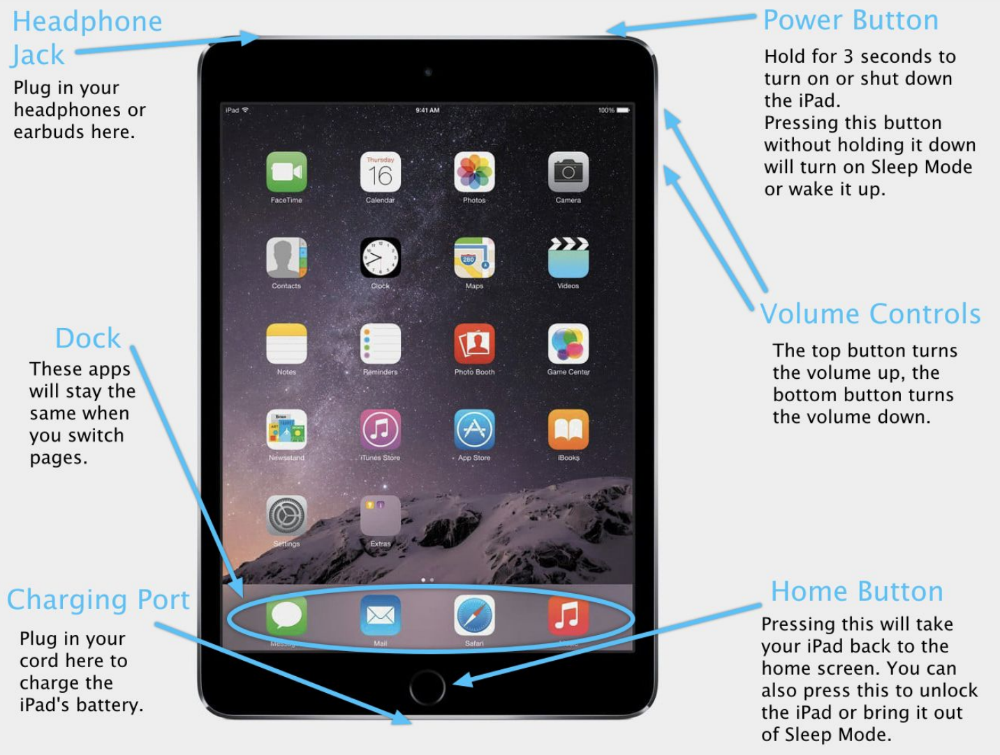 Headphone
Jack
Plug in your
headphones or
earbuds here.
Power Button
Hold for 3 seconds to
turn on or shut down
the iPad.
Pressing this button
without holding it down
will turn on Sleep Mode
or wake it up.
iPad 9:41 AM 100%
Thursday
16
FaceTime Calendar Photos Camera
280
Contacts Clock Maps Videos
Volume Controls
The top button turns
the volume up, the
bottom button turns
the volume down.
Dock
These apps
will stay the
same when
you switch
pages.
Notes Reminders Photo Booth Game Center
Newsstand iTunes Store App Store iBooks
Settings Extras
Messages Mail Safari Music
Charging Port
Plug in your
cord here to
charge the
iPad's battery.
Home Button
Pressing this will take
your iPad back to the
home screen. You can
also press this to unlock
the iPad or bring it out
of Sleep Mode.